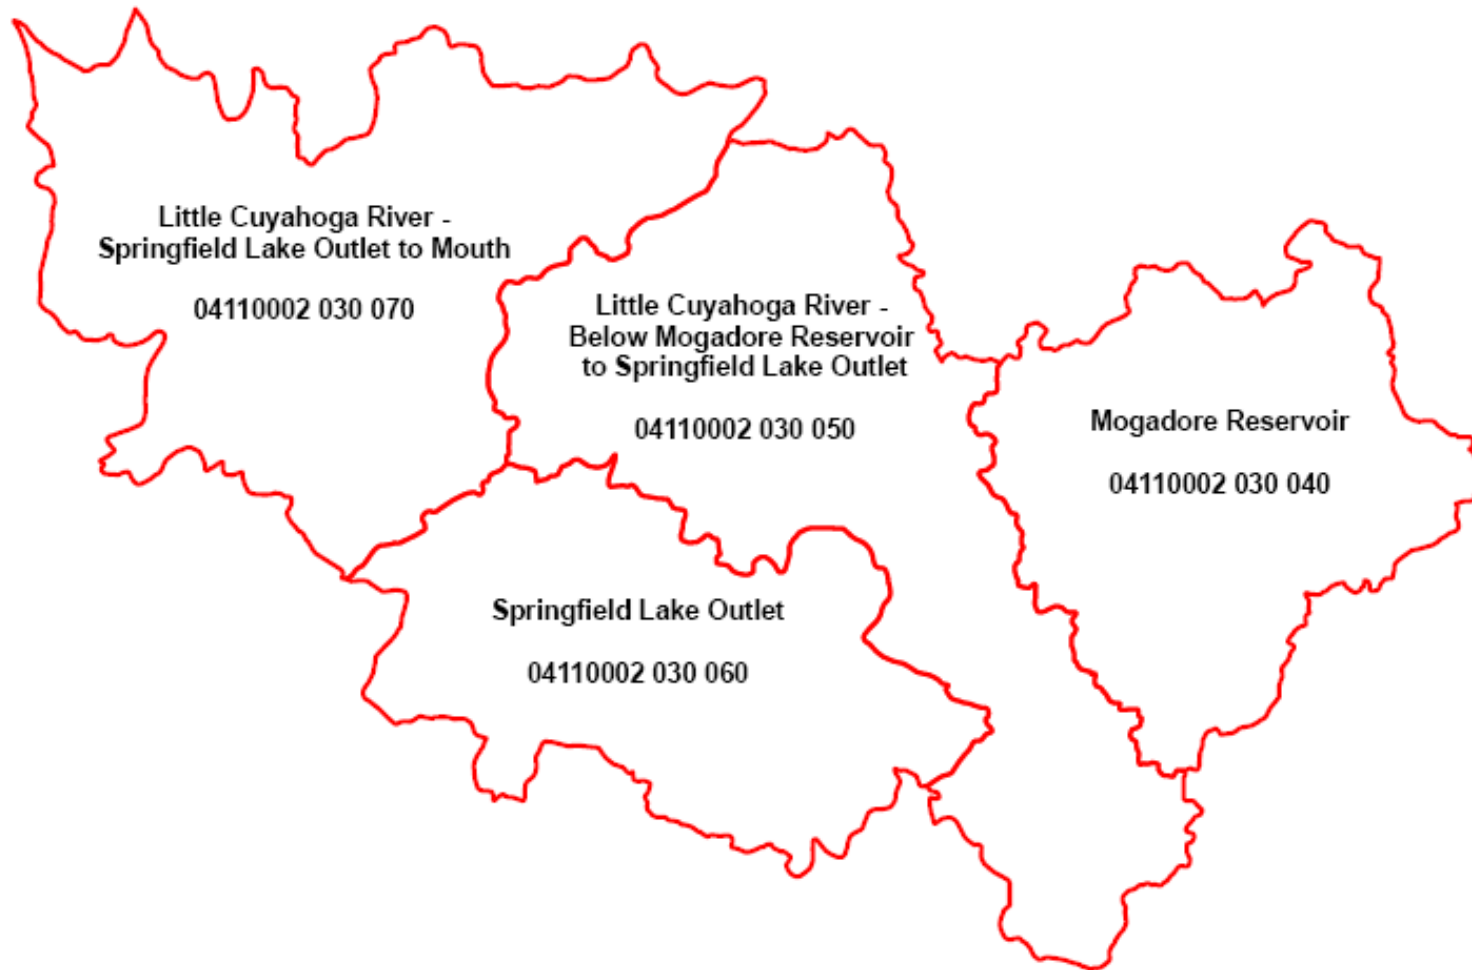 Little Cuyahoga River -
Springfield Lake Outlet to Mouth
04110002 030 070
Little Cuyahoga River -
Below Mogadore Reservoir
to Springfield Lake Outlet
04110002 030 050
Mogadore Reservoir
04110002 030 040
Springfield Lake Outlet
04110002 030 060